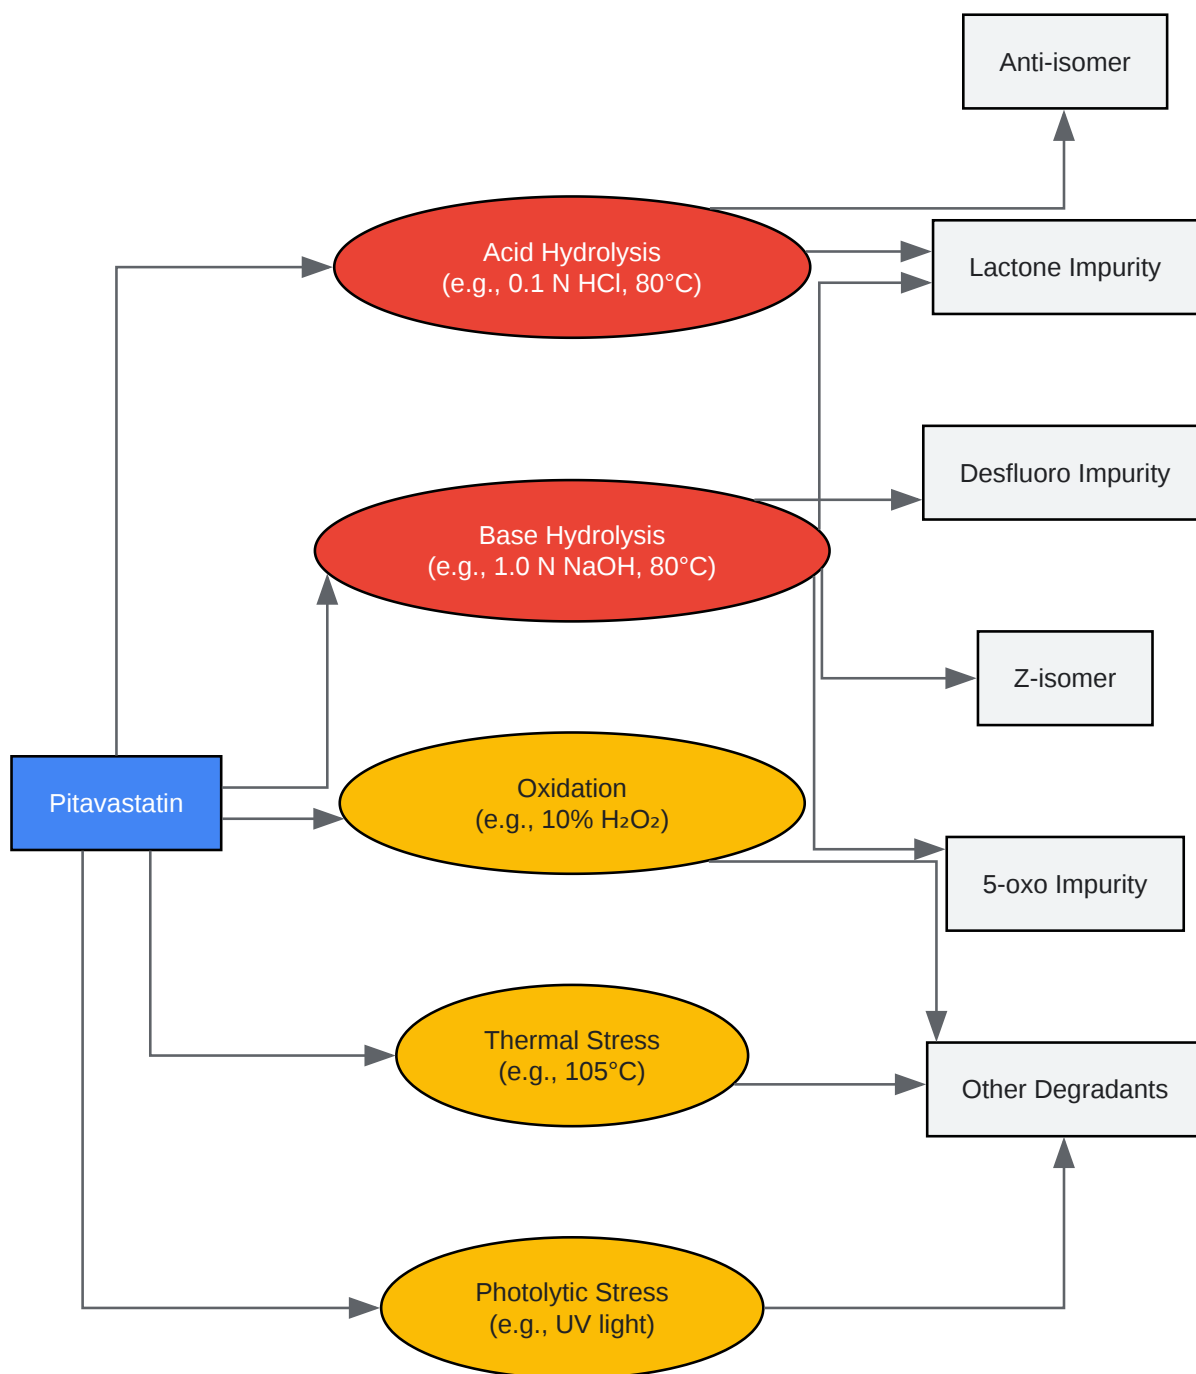 Anti-isomer
Acid Hydrolysis
(e.g., 0.1 N HCl, 80°C)
Lactone Impurity
Desfluoro Impurity
Base Hydrolysis
(e.g., 1.0 N NaOH, 80°C)
Z-isomer
Pitavastatin
Oxidation
(e.g., 10% H₂O₂)
5-oxo Impurity
Thermal Stress
(e.g., 105°C)
Other Degradants
Photolytic Stress
(e.g., UV light)